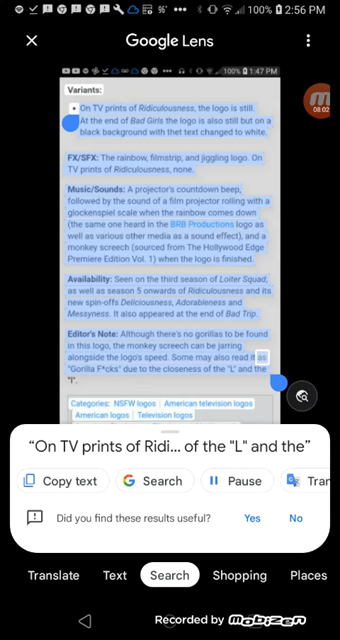 96°
100% 2:56 PM
Google Lens
100% 1:47 PM
Variants:
On TV prints of Ridiculousness, the logo is still.
At the end of Bad Girls the logo is also still but on a
black background with thet text changed to white.
08:02
FX/SFX: The rainbow, filmstrip, and jiggling logo. On
TV prints of Ridiculousness, none.
Music/Sounds: A projector's countdown beep,
followed by the sound of a film projector rolling with a
glockenspiel scale when the rainbow comes down
(the same one heard in the BRB Productions logo as
well as various other media as a sound effect), and a
monkey screech (sourced from The Hollywood Edge
Premiere Edition Vol. 1) when the logo is finished.
Availability: Seen on the third season of Loiter Squad,
as well as season 5 onwards of Ridiculousness and its
new spin-offs Deliciousness, Adorableness and
Messyness. It also appeared at the end of Bad Trip.
Editor's Note: Although there's no gorillas to be found
in this logo, the monkey screech can be jarring
alongside the logo's speed. Some may also read it as
"Gorilla F*cks" due to the closeness of the "L" and the
"I".
Categories: NSFW logos American television logos
American logos Television logos
“On TV prints of Ridi... of the "L" and the”
Copy text Search Pause Tran
Did you find these results useful? Yes No
Translate Text Search Shopping Places
Recorded by mobizen